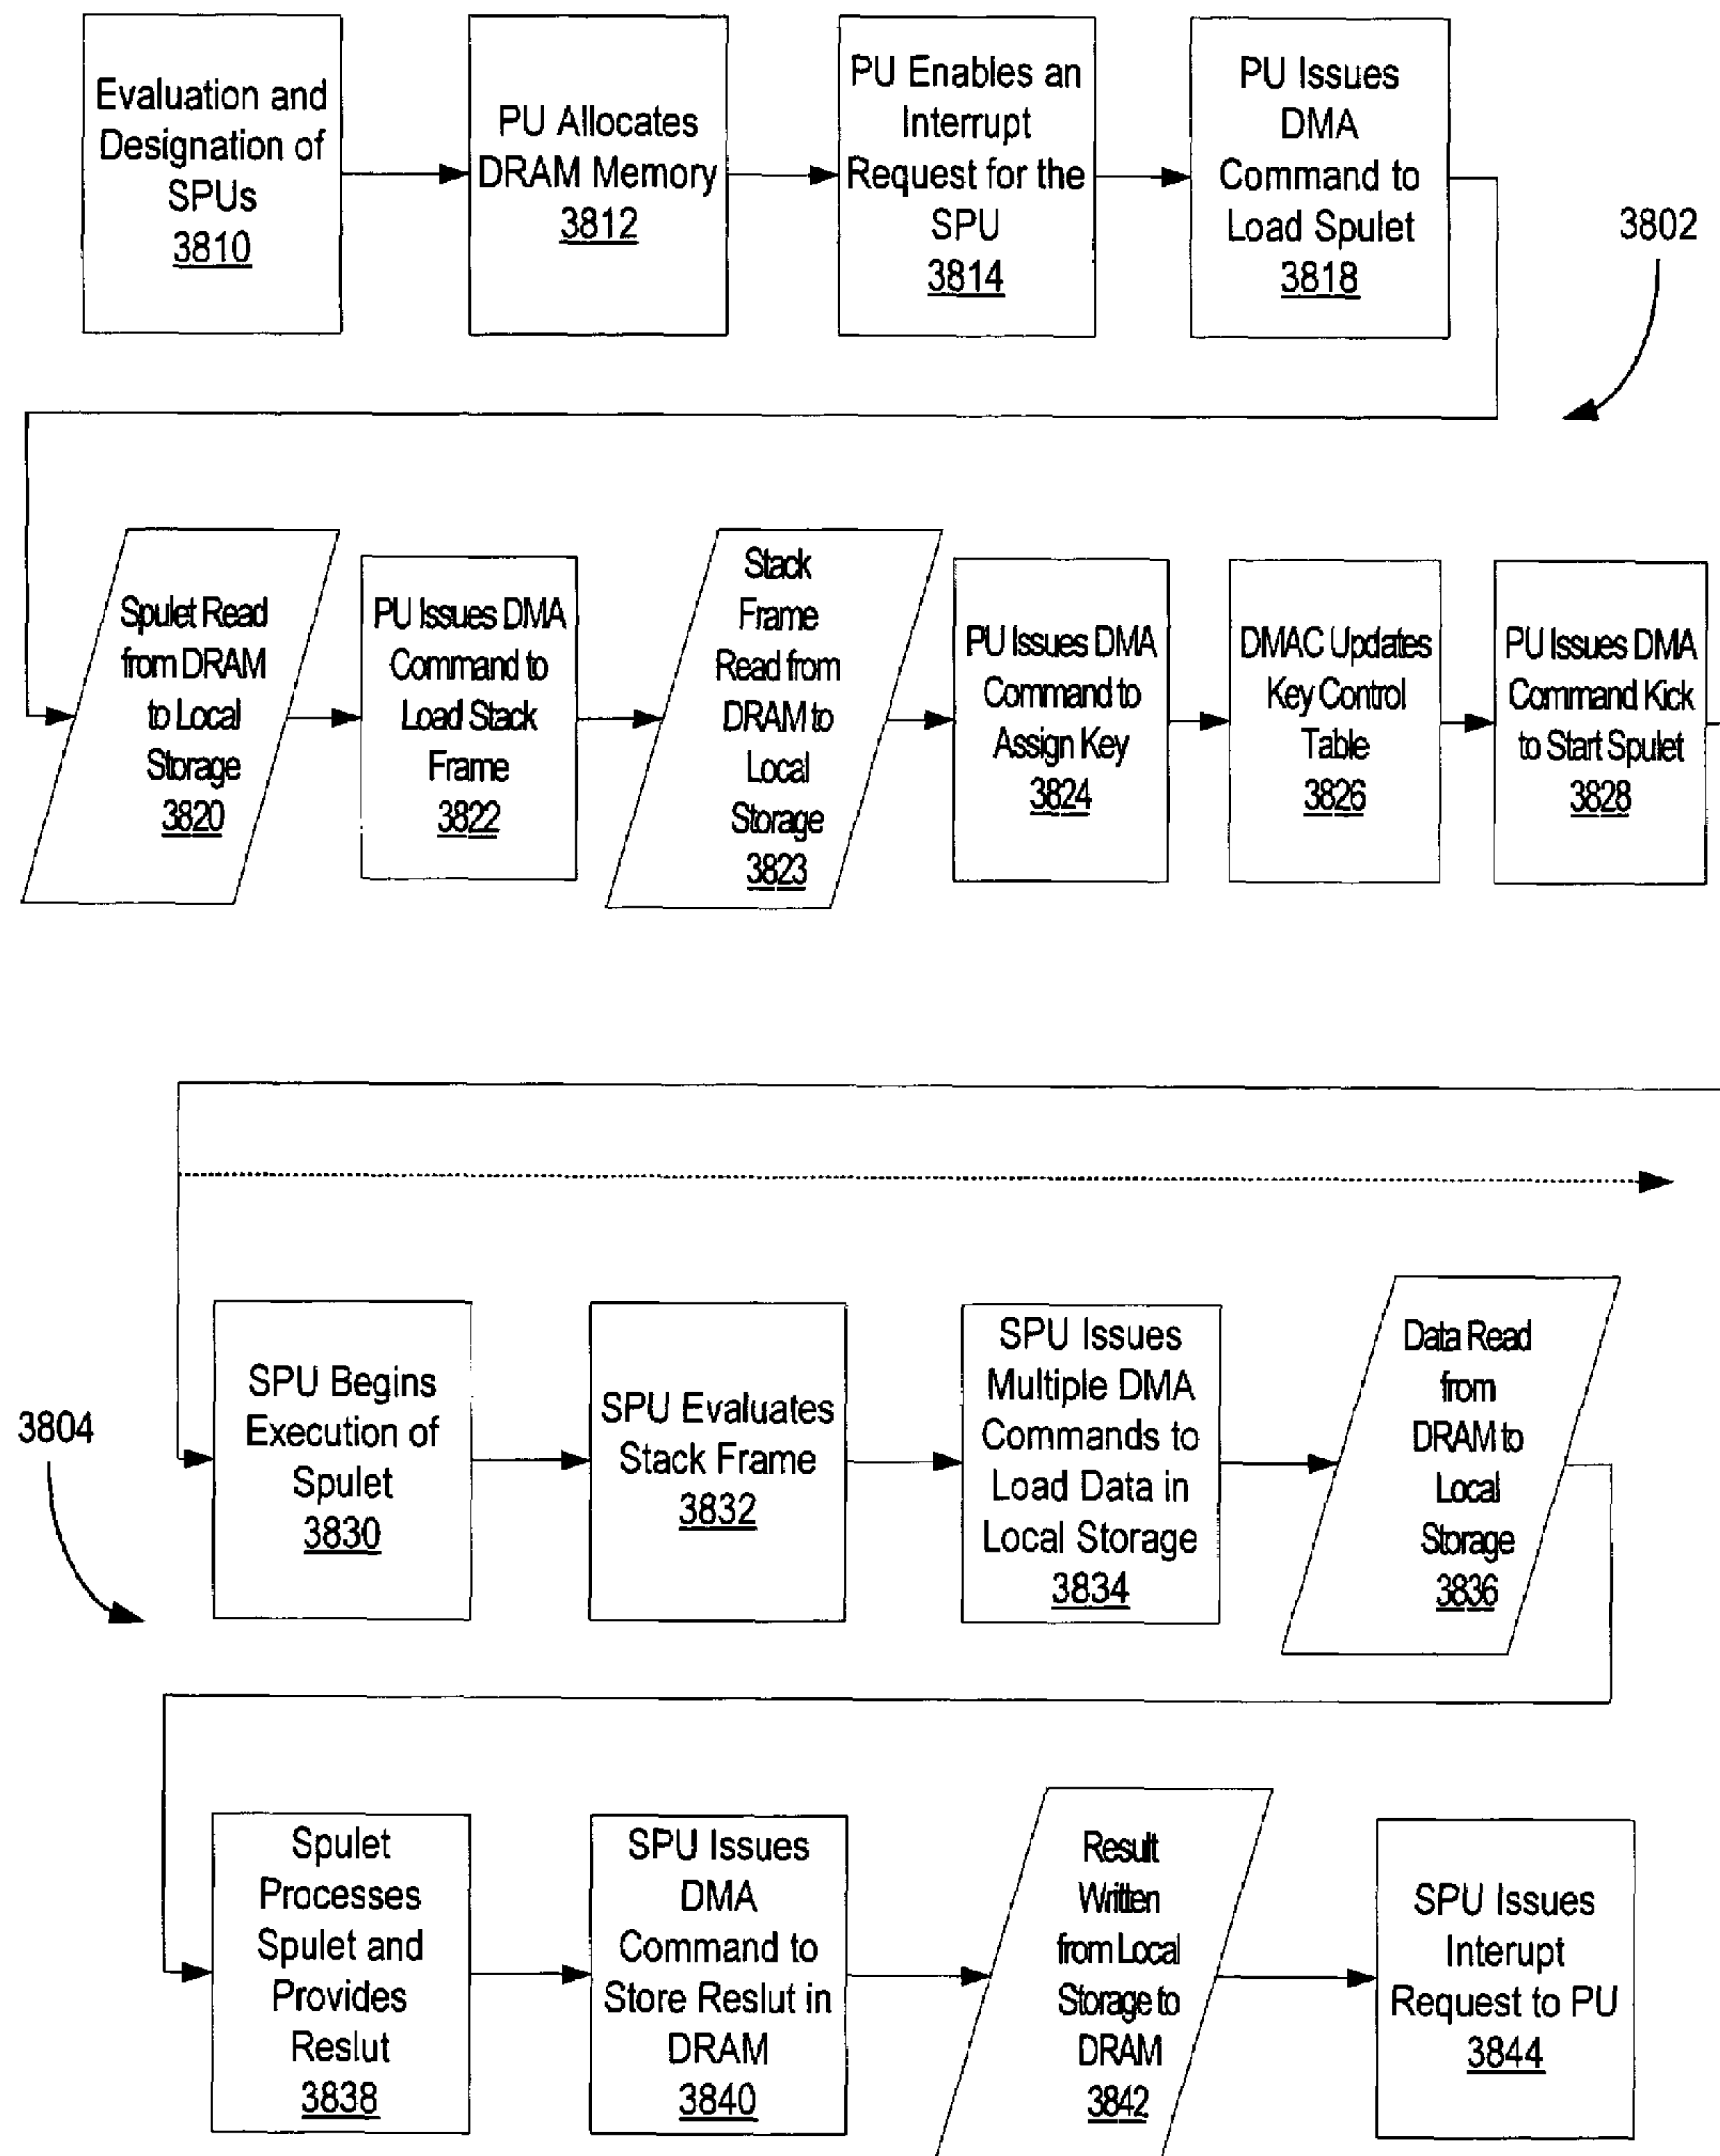 Evaluation and
Designation of
SPUs
3810
PU Allocates
DRAM Memory
3812
PU Enables an
Interrupt
Request for the
SPU
3814
PU Issues
DMA
Command to
Load Spulet
3818
3802
Spulet Read
from DRAM
to Local
Storage
3820
PU Issues DMA
Command to
Load Stack
Frame
3822
Stack
Frame
Read from
DRAM to
Local
Storage
3823
PU Issues DMA
Command to
Assign Key
3824
DMAC Updates
Key Control
Table
3826
PU Issues DMA
Command Kick
to Start Spulet
3828
3804
SPU Begins
Execution of
Spulet
3830
SPU Evaluates
Stack Frame
3832
SPU Issues
Multiple DMA
Commands to
Load Data in
Local Storage
3834
Data Read
from
DRAM to
Local
Storage
3836
Spulet
Processes
Spulet and
Provides
Reslut
3838
SPU Issues
DMA
Command to
Store Reslut in
DRAM
3840
Result
Written
from Local
Storage to
DRAM
3842
SPU Issues
Interupt
Request to PU
3844